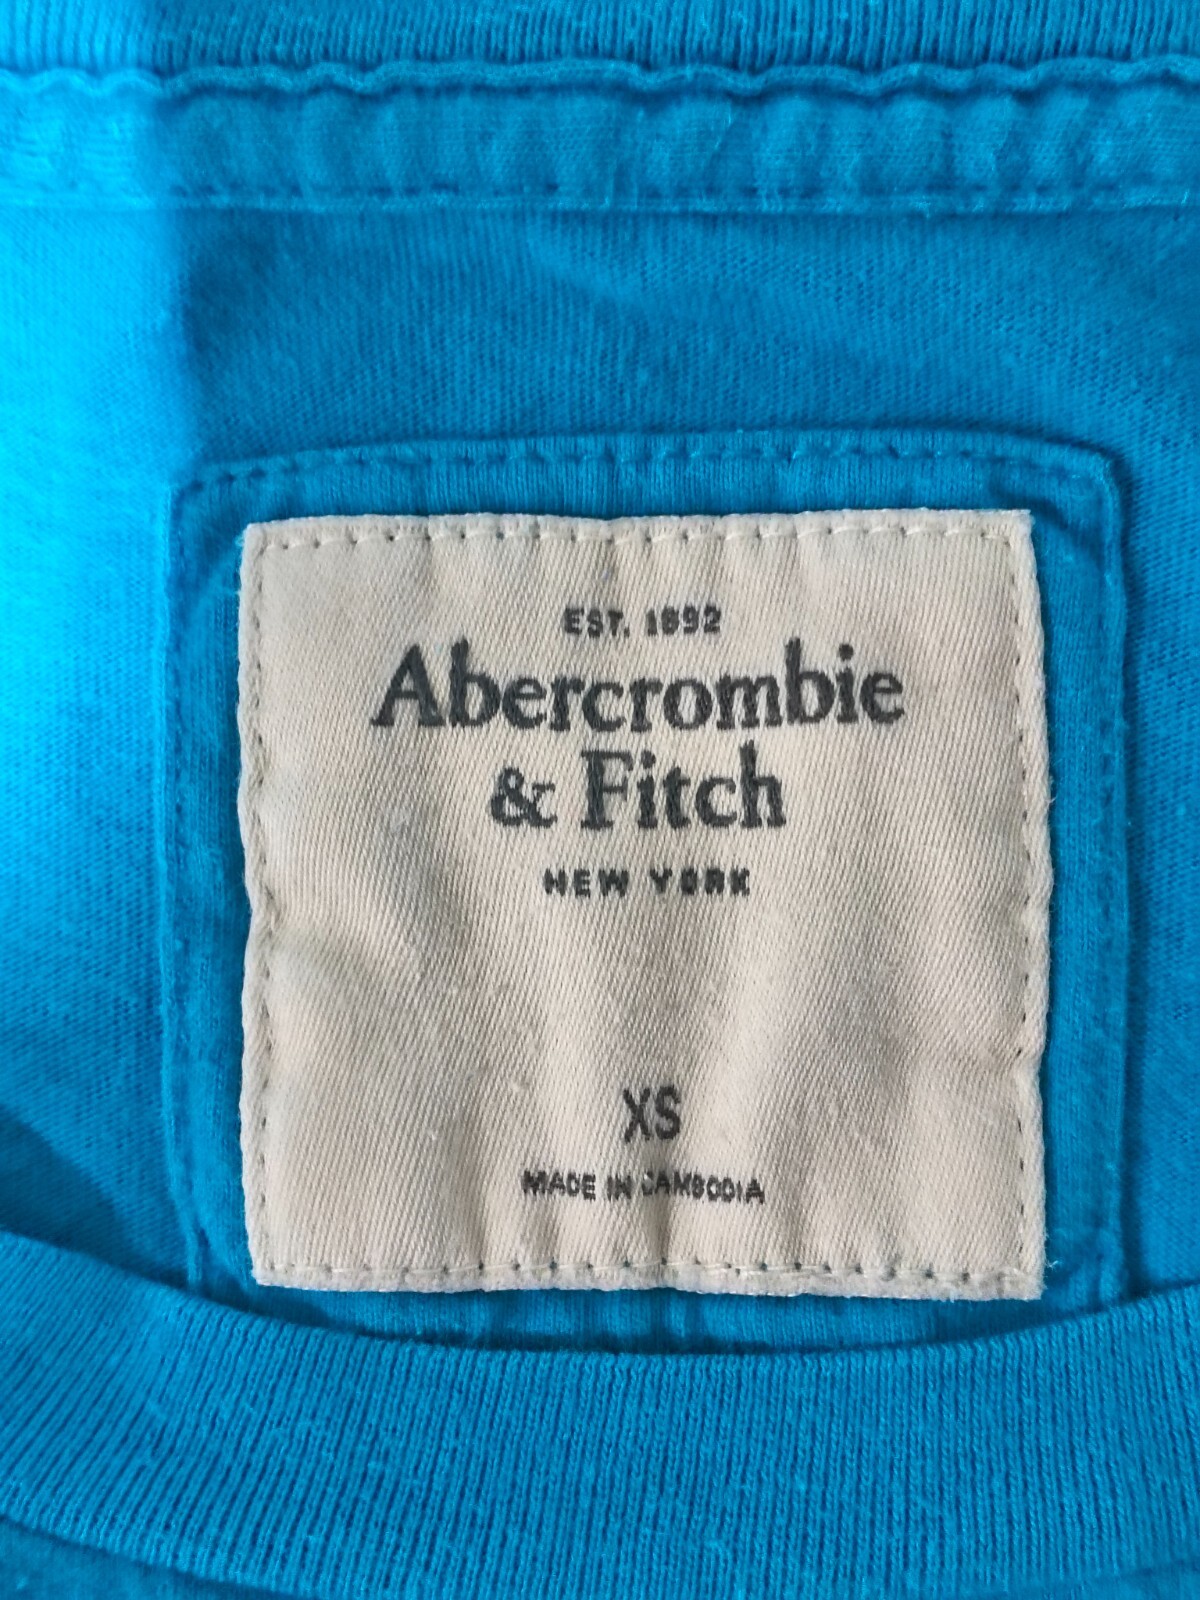 EST. 1892
Abercrombie
& Fitch
NEW YORK
XS
MADE IN CAMBODIA